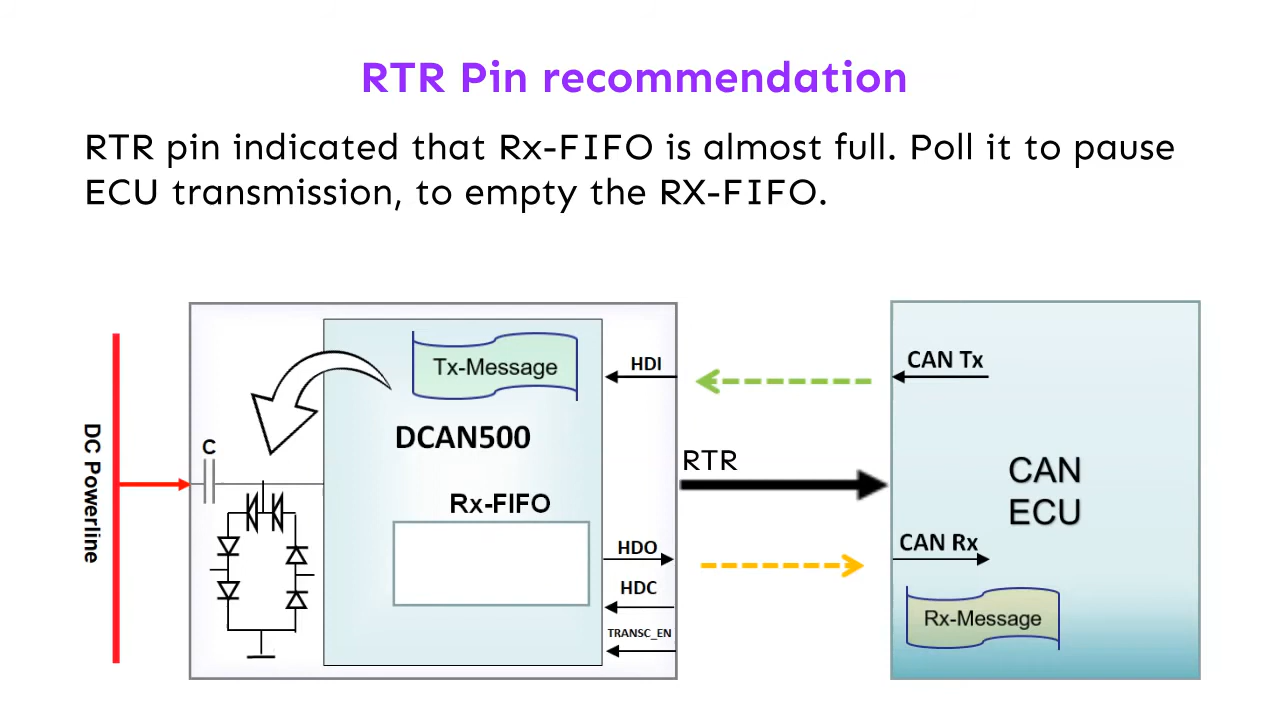 RTR Pin recommendation
RTR pin indicated that Rx-FIFO is almost full. Poll it to pause
ECU transmission, to empty the RX-FIFO.
DC Powerline
C
Tx-Message
DCAN500
Rx-FIFO
HDI
RTR
HDO
HDC
TRANSC_EN
CAN Tx
CAN
ECU
CAN Rx
Rx-Message